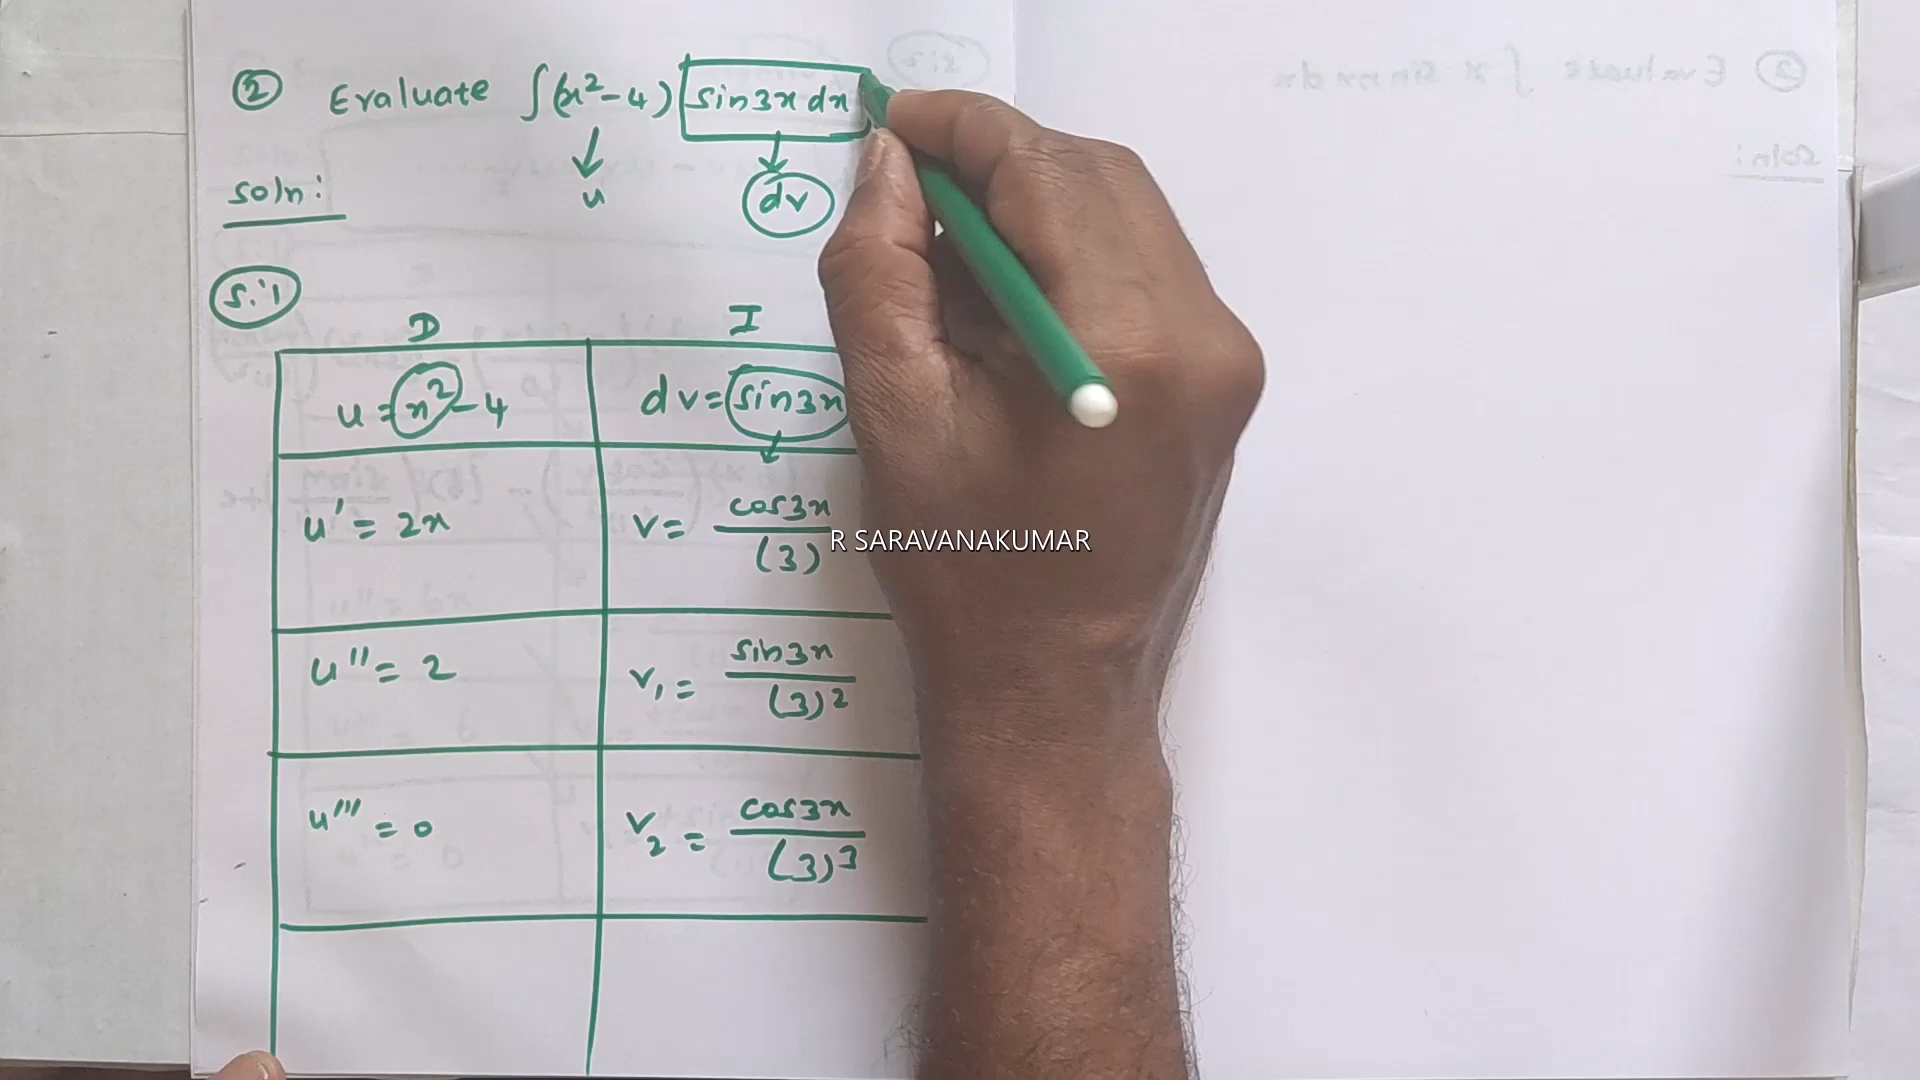 ② Evaluate ∫(x²-4) sin3x dx
u dv
Soln:
S:1
D I
u = x²-4 dv = sin3x
u' = 2x v = cos3x/(3)
R SARAVANAKUMAR
u'' = 2 v₁ = sin3x/(3)²
u''' = 0 v₂ = cos3x/(3)³